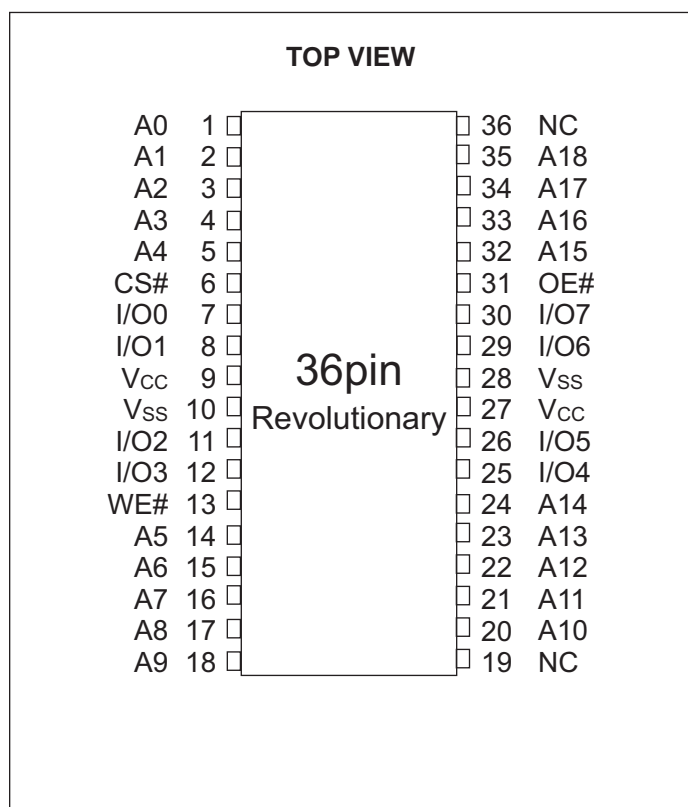 TOP VIEW
A0 1 36 NC
A1 2 35 A18
A2 3 34 A17
A3 4 33 A16
A4 5 32 A15
CS# 6 31 OE#
I/O0 7 30 I/O7
I/O1 8 29 I/O6
VCC 9 28 VSS
VSS 10 27 VCC
I/O2 11 26 I/O5
I/O3 12 25 I/O4
WE# 13 24 A14
A5 14 23 A13
A6 15 22 A12
A7 16 21 A11
A8 17 20 A10
A9 18 19 NC
36pin
Revolutionary